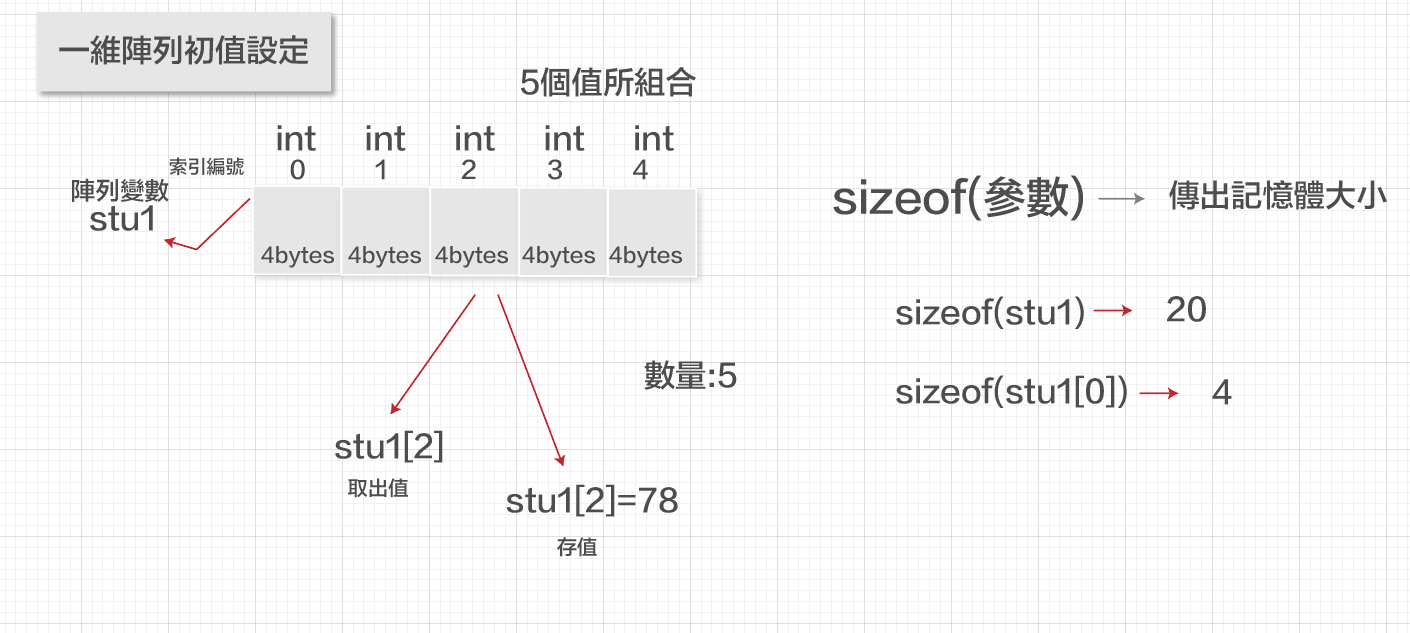 一維陣列初值設定
5個值所組合
int int int int int
索引編號 0 1 2 3 4
陣列變數
stu1
4bytes 4bytes 4bytes 4bytes 4bytes
sizeof(參數) 傳出記憶體大小
sizeof(stu1) 20
數量:5
sizeof(stu1[0]) 4
stu1[2]
取出值
stu1[2]=78
存值